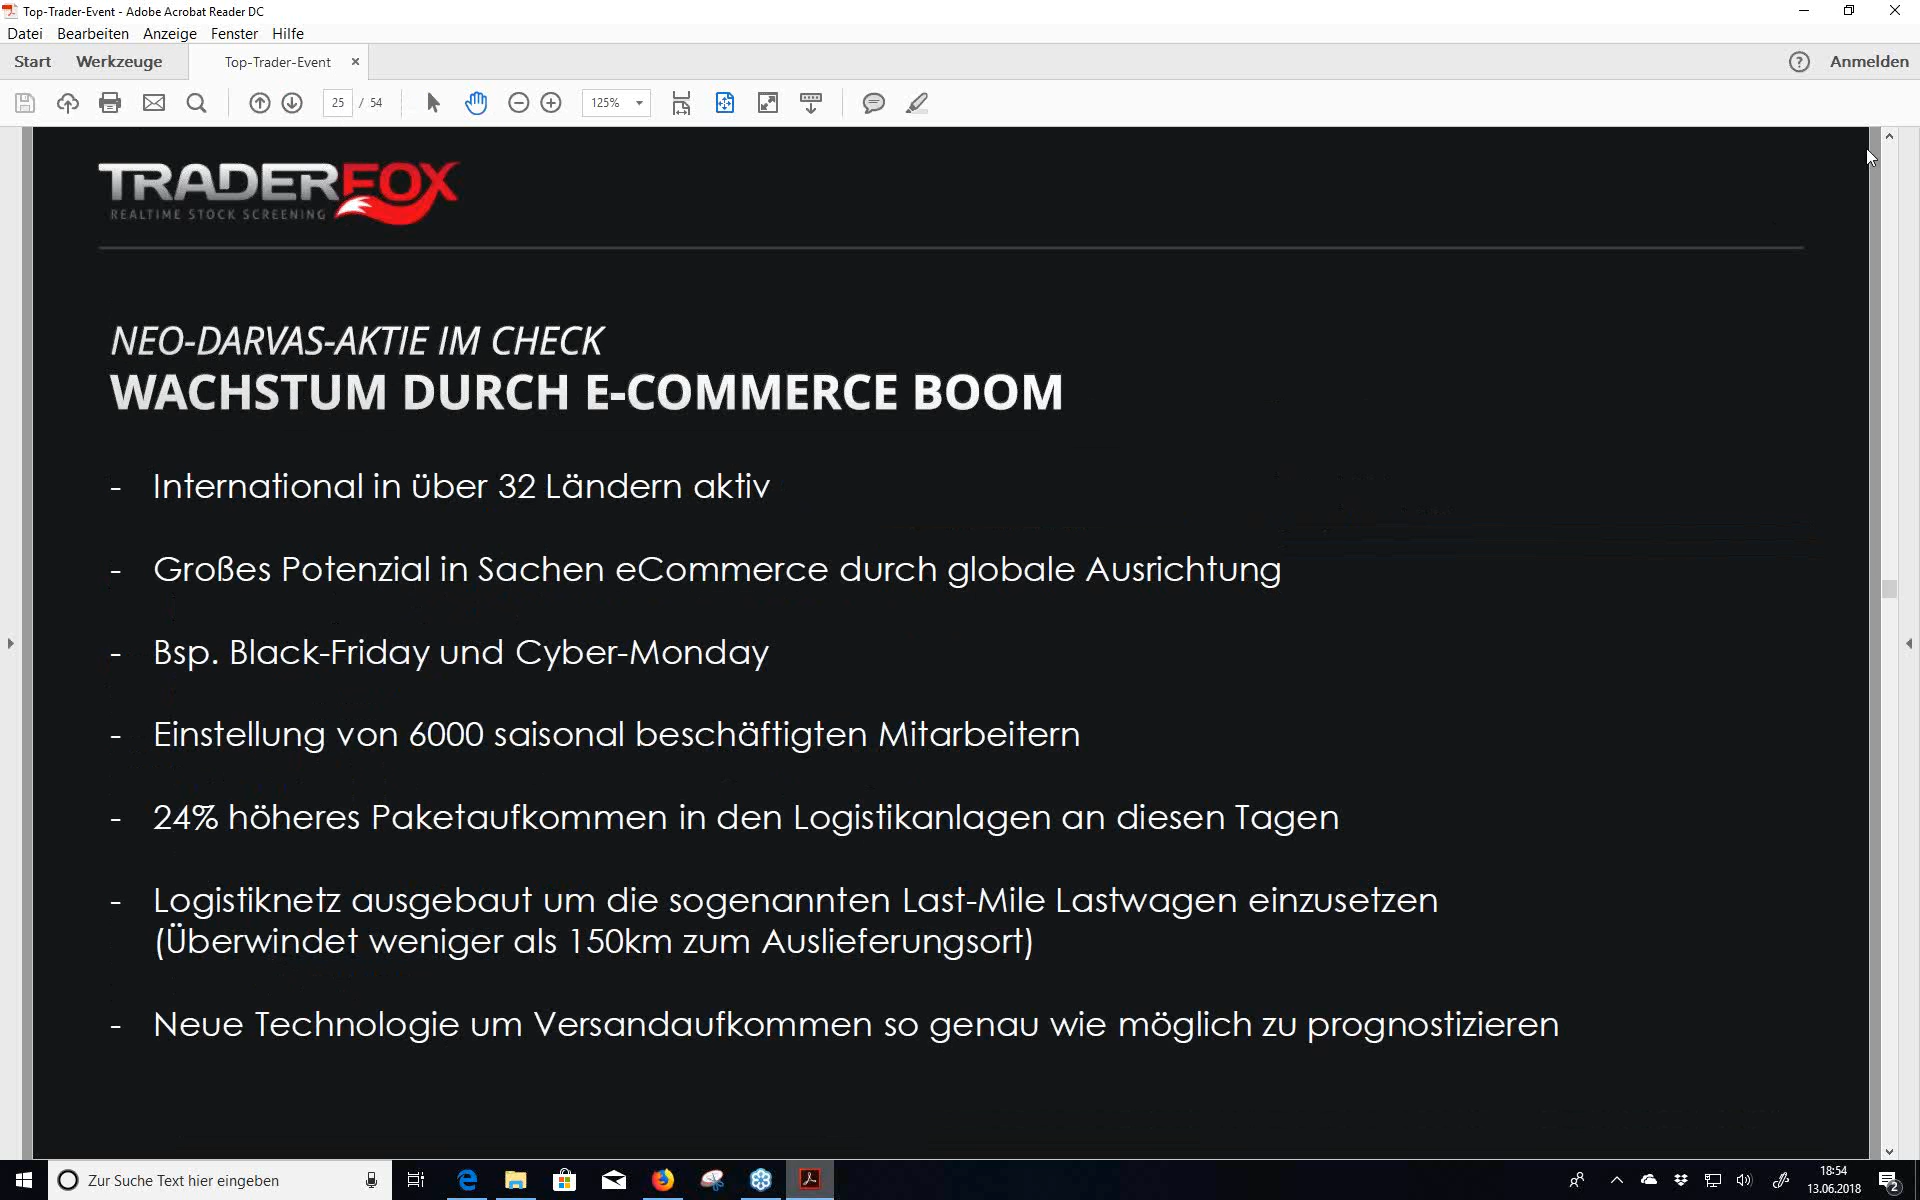 Top-Trader-Event - Adobe Acrobat Reader DC
Datei Bearbeiten Anzeige Fenster Hilfe
Start Werkzeuge Top-Trader-Event × ? Anmelden
25 / 54 125%
TRADERFOX
REALTIME STOCK SCREENING
NEO-DARVAS-AKTIE IM CHECK
WACHSTUM DURCH E-COMMERCE BOOM
- International in über 32 Ländern aktiv
- Großes Potenzial in Sachen eCommerce durch globale Ausrichtung
- Bsp. Black-Friday und Cyber-Monday
- Einstellung von 6000 saisonal beschäftigten Mitarbeitern
- 24% höheres Paketaufkommen in den Logistikanlagen an diesen Tagen
- Logistiknetz ausgebaut um die sogenannten Last-Mile Lastwagen einzusetzen
(Überwindet weniger als 150km zum Auslieferungsort)
- Neue Technologie um Versandaufkommen so genau wie möglich zu prognostizieren
Zur Suche Text hier eingeben
18:54
13.06.2018
2